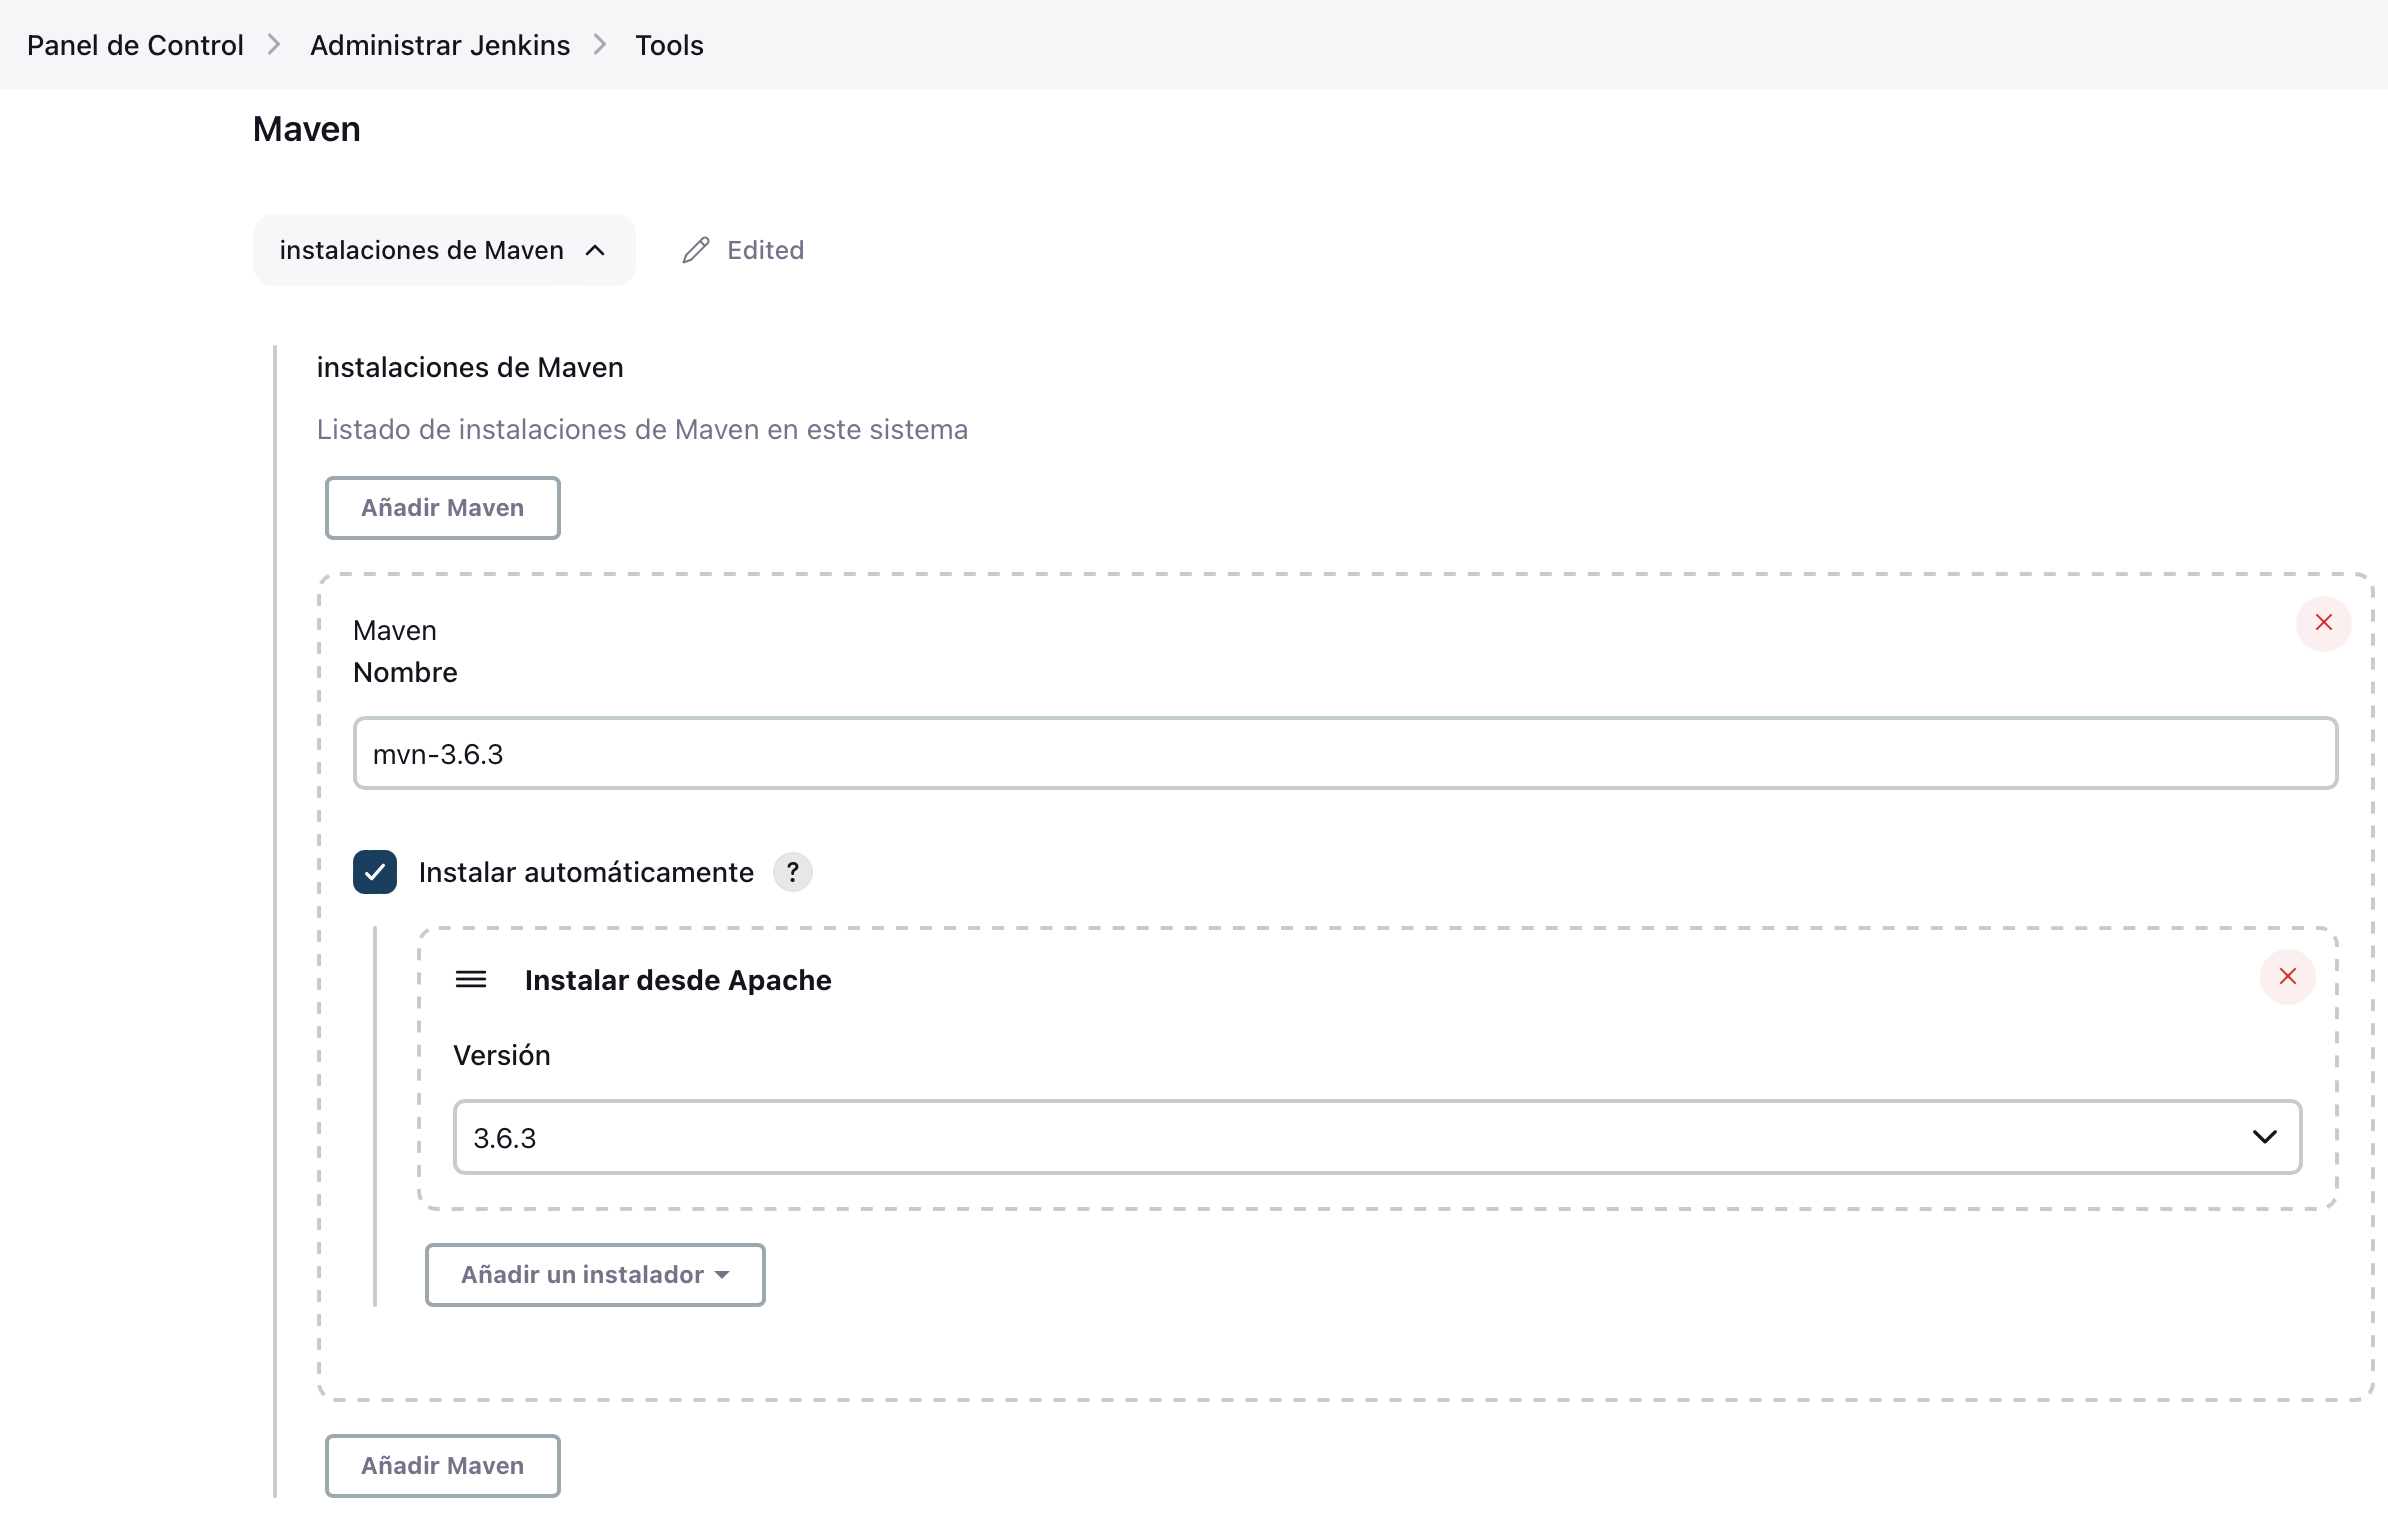 Panel de Control
Administrar Jenkins
Tools
Maven
instalaciones de Maven
Edited
instalaciones de Maven
Listado de instalaciones de Maven en este sistema
Añadir Maven
Maven
Nombre
mvn-3.6.3
Instalar automáticamente
?
Instalar desde Apache
Versión
3.6.3
Añadir un instalador
Añadir Maven